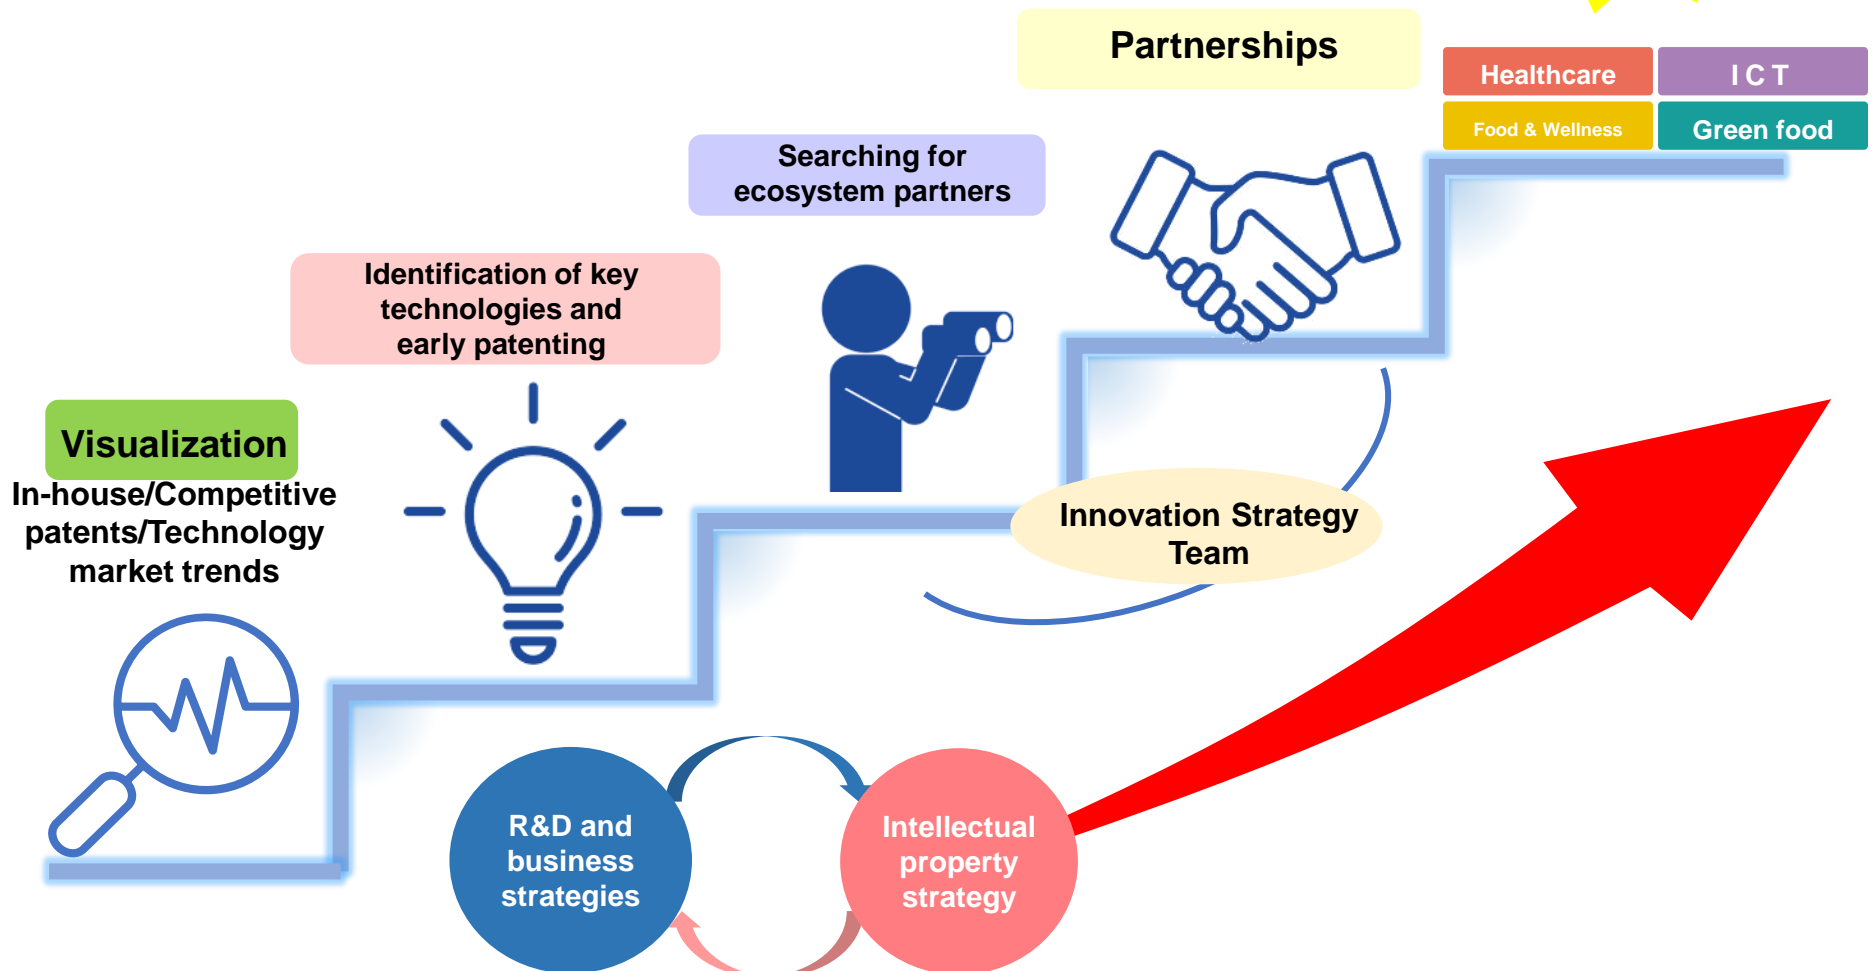 Partnerships
Healthcare
I C T
Food & Wellness
Green food
Searching for
ecosystem partners
Identification of key
technologies and
early patenting
Visualization
In-house/Competitive
patents/Technology
market trends
Innovation Strategy
Team
R&D and
business
strategies
Intellectual
property
strategy